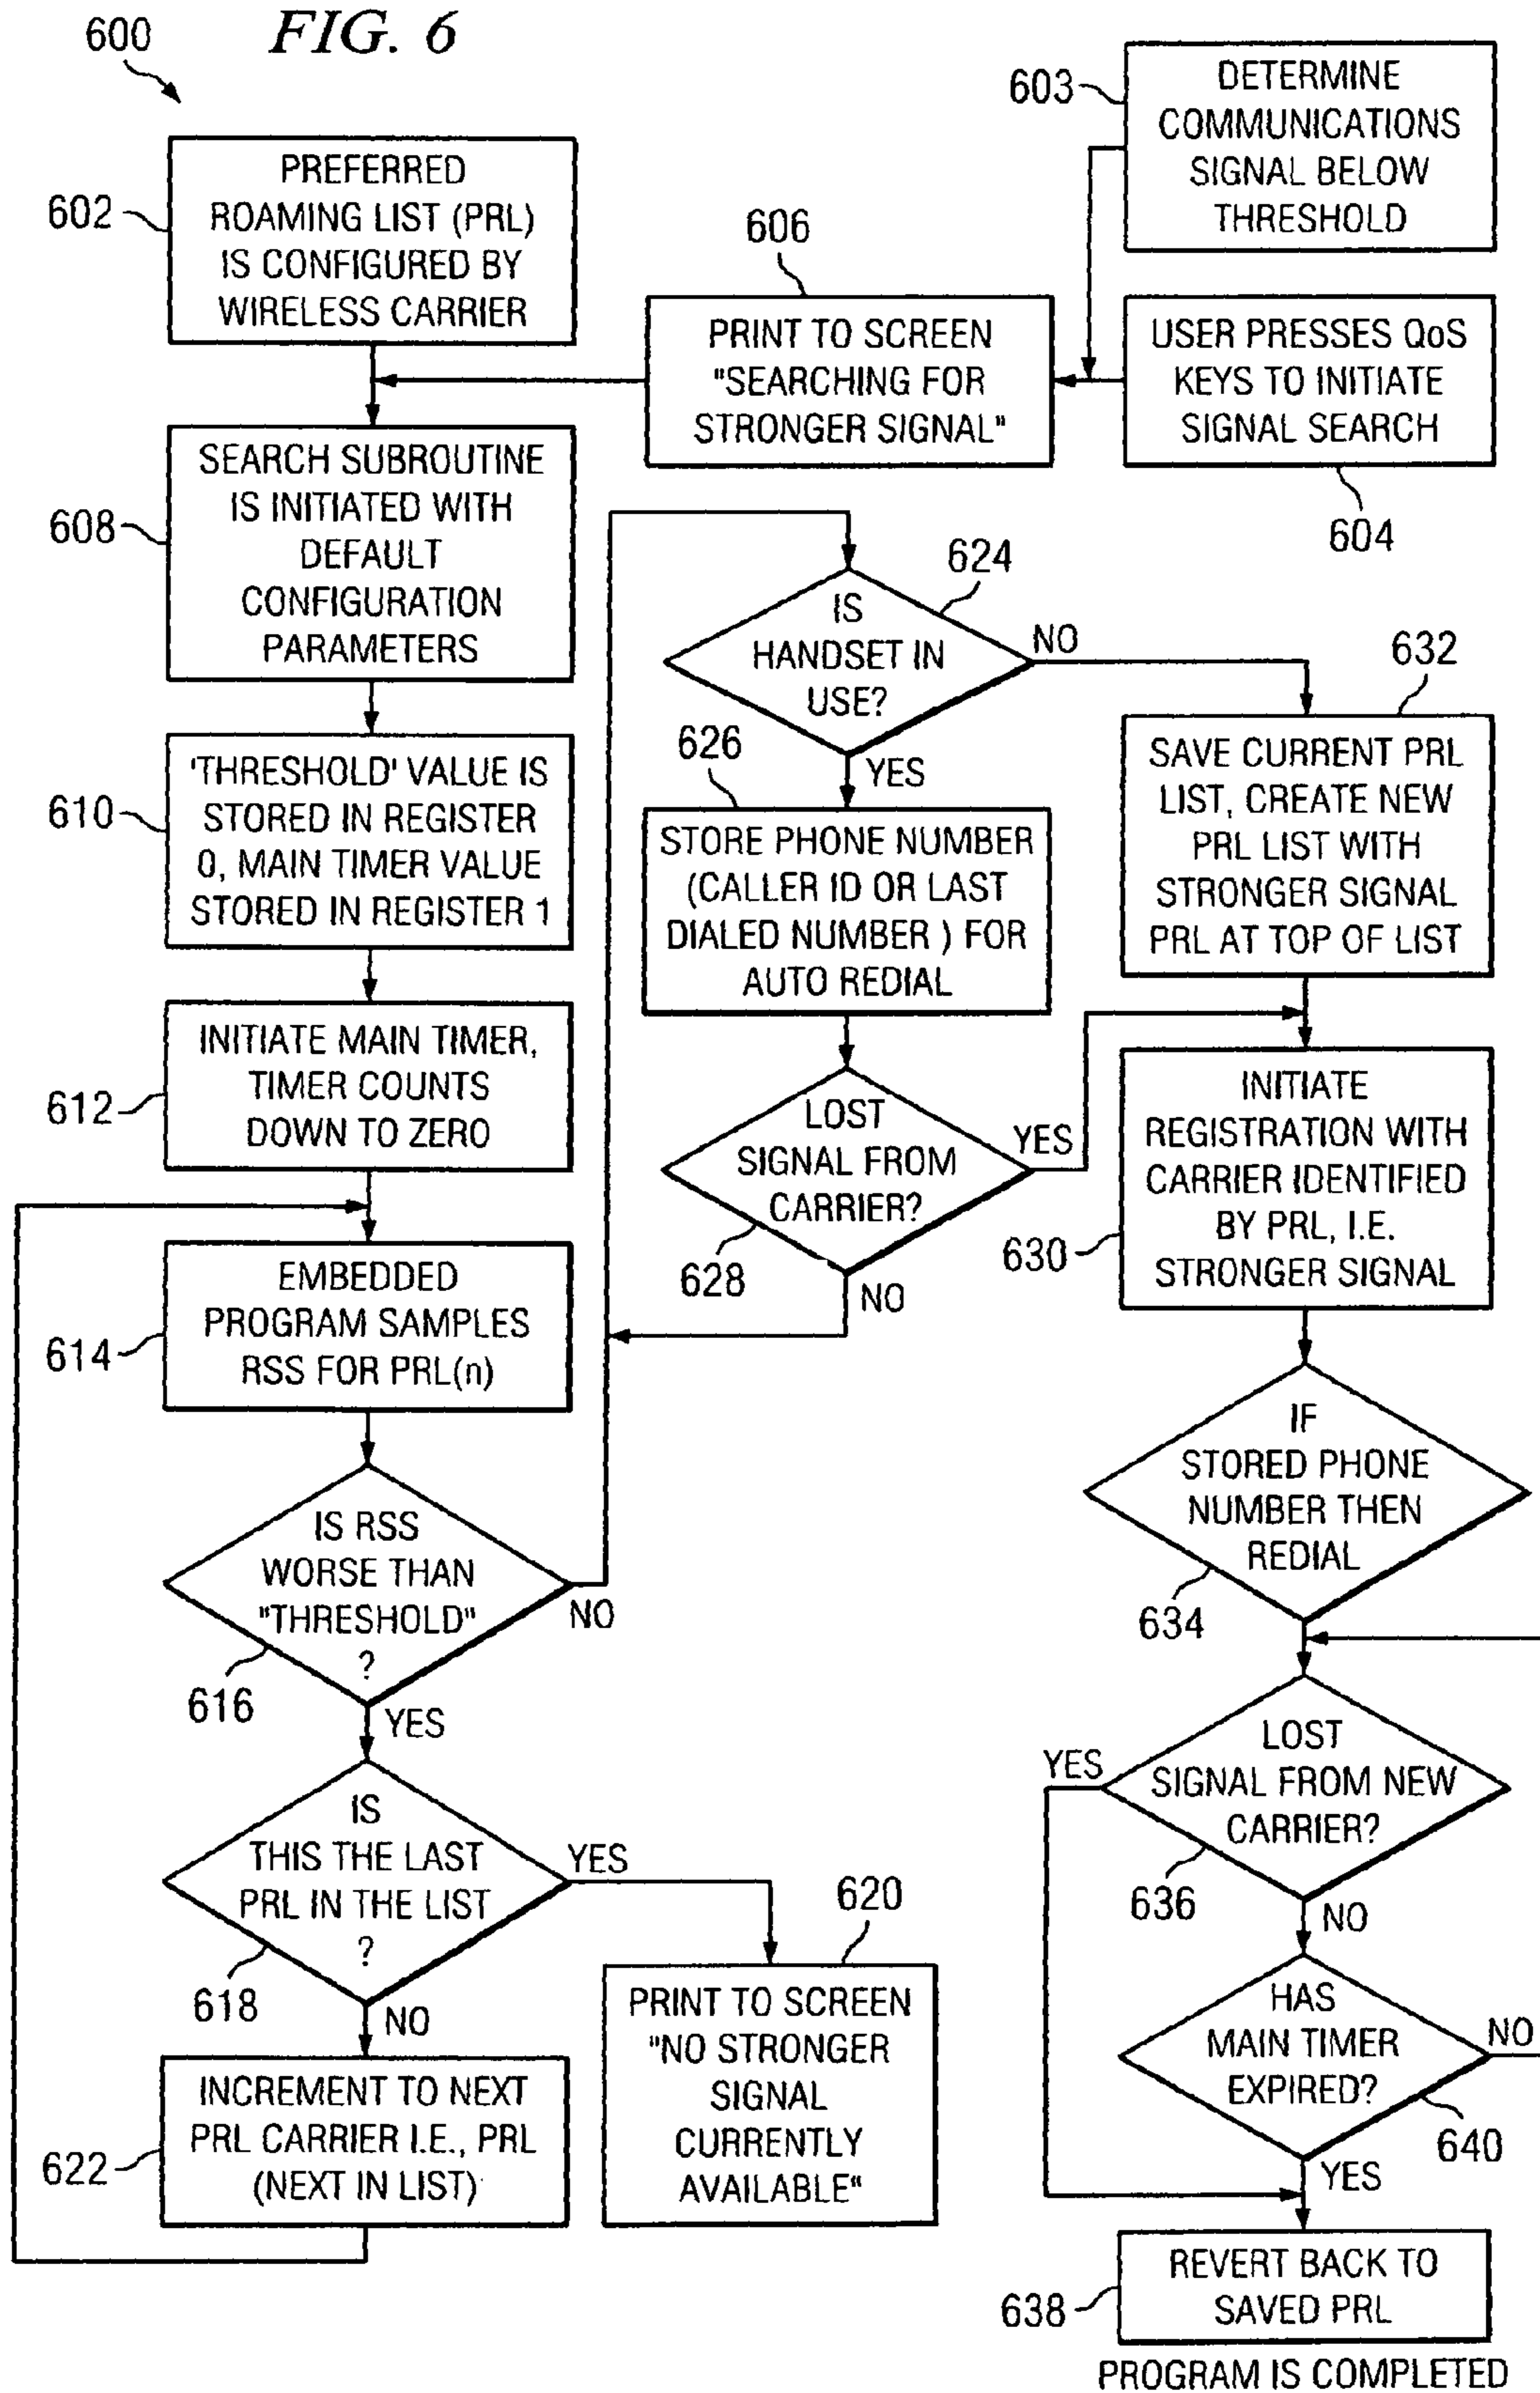 FIG. 6
600
603
DETERMINE
COMMUNICATIONS
SIGNAL BELOW
THRESHOLD
602
PREFERRED
ROAMING LIST (PRL)
IS CONFIGURED BY
WIRELESS CARRIER
606
PRINT TO SCREEN
"SEARCHING FOR
STRONGER SIGNAL"
USER PRESSES QoS
KEYS TO INITIATE
SIGNAL SEARCH
604
608
SEARCH SUBROUTINE
IS INITIATED WITH
DEFAULT
CONFIGURATION
PARAMETERS
610
'THRESHOLD' VALUE IS
STORED IN REGISTER
0, MAIN TIMER VALUE
STORED IN REGISTER 1
612
INITIATE MAIN TIMER,
TIMER COUNTS
DOWN TO ZERO
614
EMBEDDED
PROGRAM SAMPLES
RSS FOR PRL(n)
IS RSS
WORSE THAN
"THRESHOLD"
?
616
NO
YES
IS
THIS THE LAST
PRL IN THE LIST
?
618
YES
NO
620
PRINT TO SCREEN
"NO STRONGER
SIGNAL
CURRENTLY
AVAILABLE"
622
INCREMENT TO NEXT
PRL CARRIER I.E., PRL
(NEXT IN LIST)
624
IS
HANDSET IN
USE?
NO
YES
626
STORE PHONE NUMBER
(CALLER ID OR LAST
DIALED NUMBER ) FOR
AUTO REDIAL
LOST
SIGNAL FROM
CARRIER?
628
YES
NO
632
SAVE CURRENT PRL
LIST, CREATE NEW
PRL LIST WITH
STRONGER SIGNAL
PRL AT TOP OF LIST
630
INITIATE
REGISTRATION WITH
CARRIER IDENTIFIED
BY PRL, I.E.
STRONGER SIGNAL
IF
STORED PHONE
NUMBER THEN
REDIAL
634
LOST
SIGNAL FROM NEW
CARRIER?
636
YES
NO
HAS
MAIN TIMER
EXPIRED?
640
NO
YES
638
REVERT BACK TO
SAVED PRL
PROGRAM IS COMPLETED